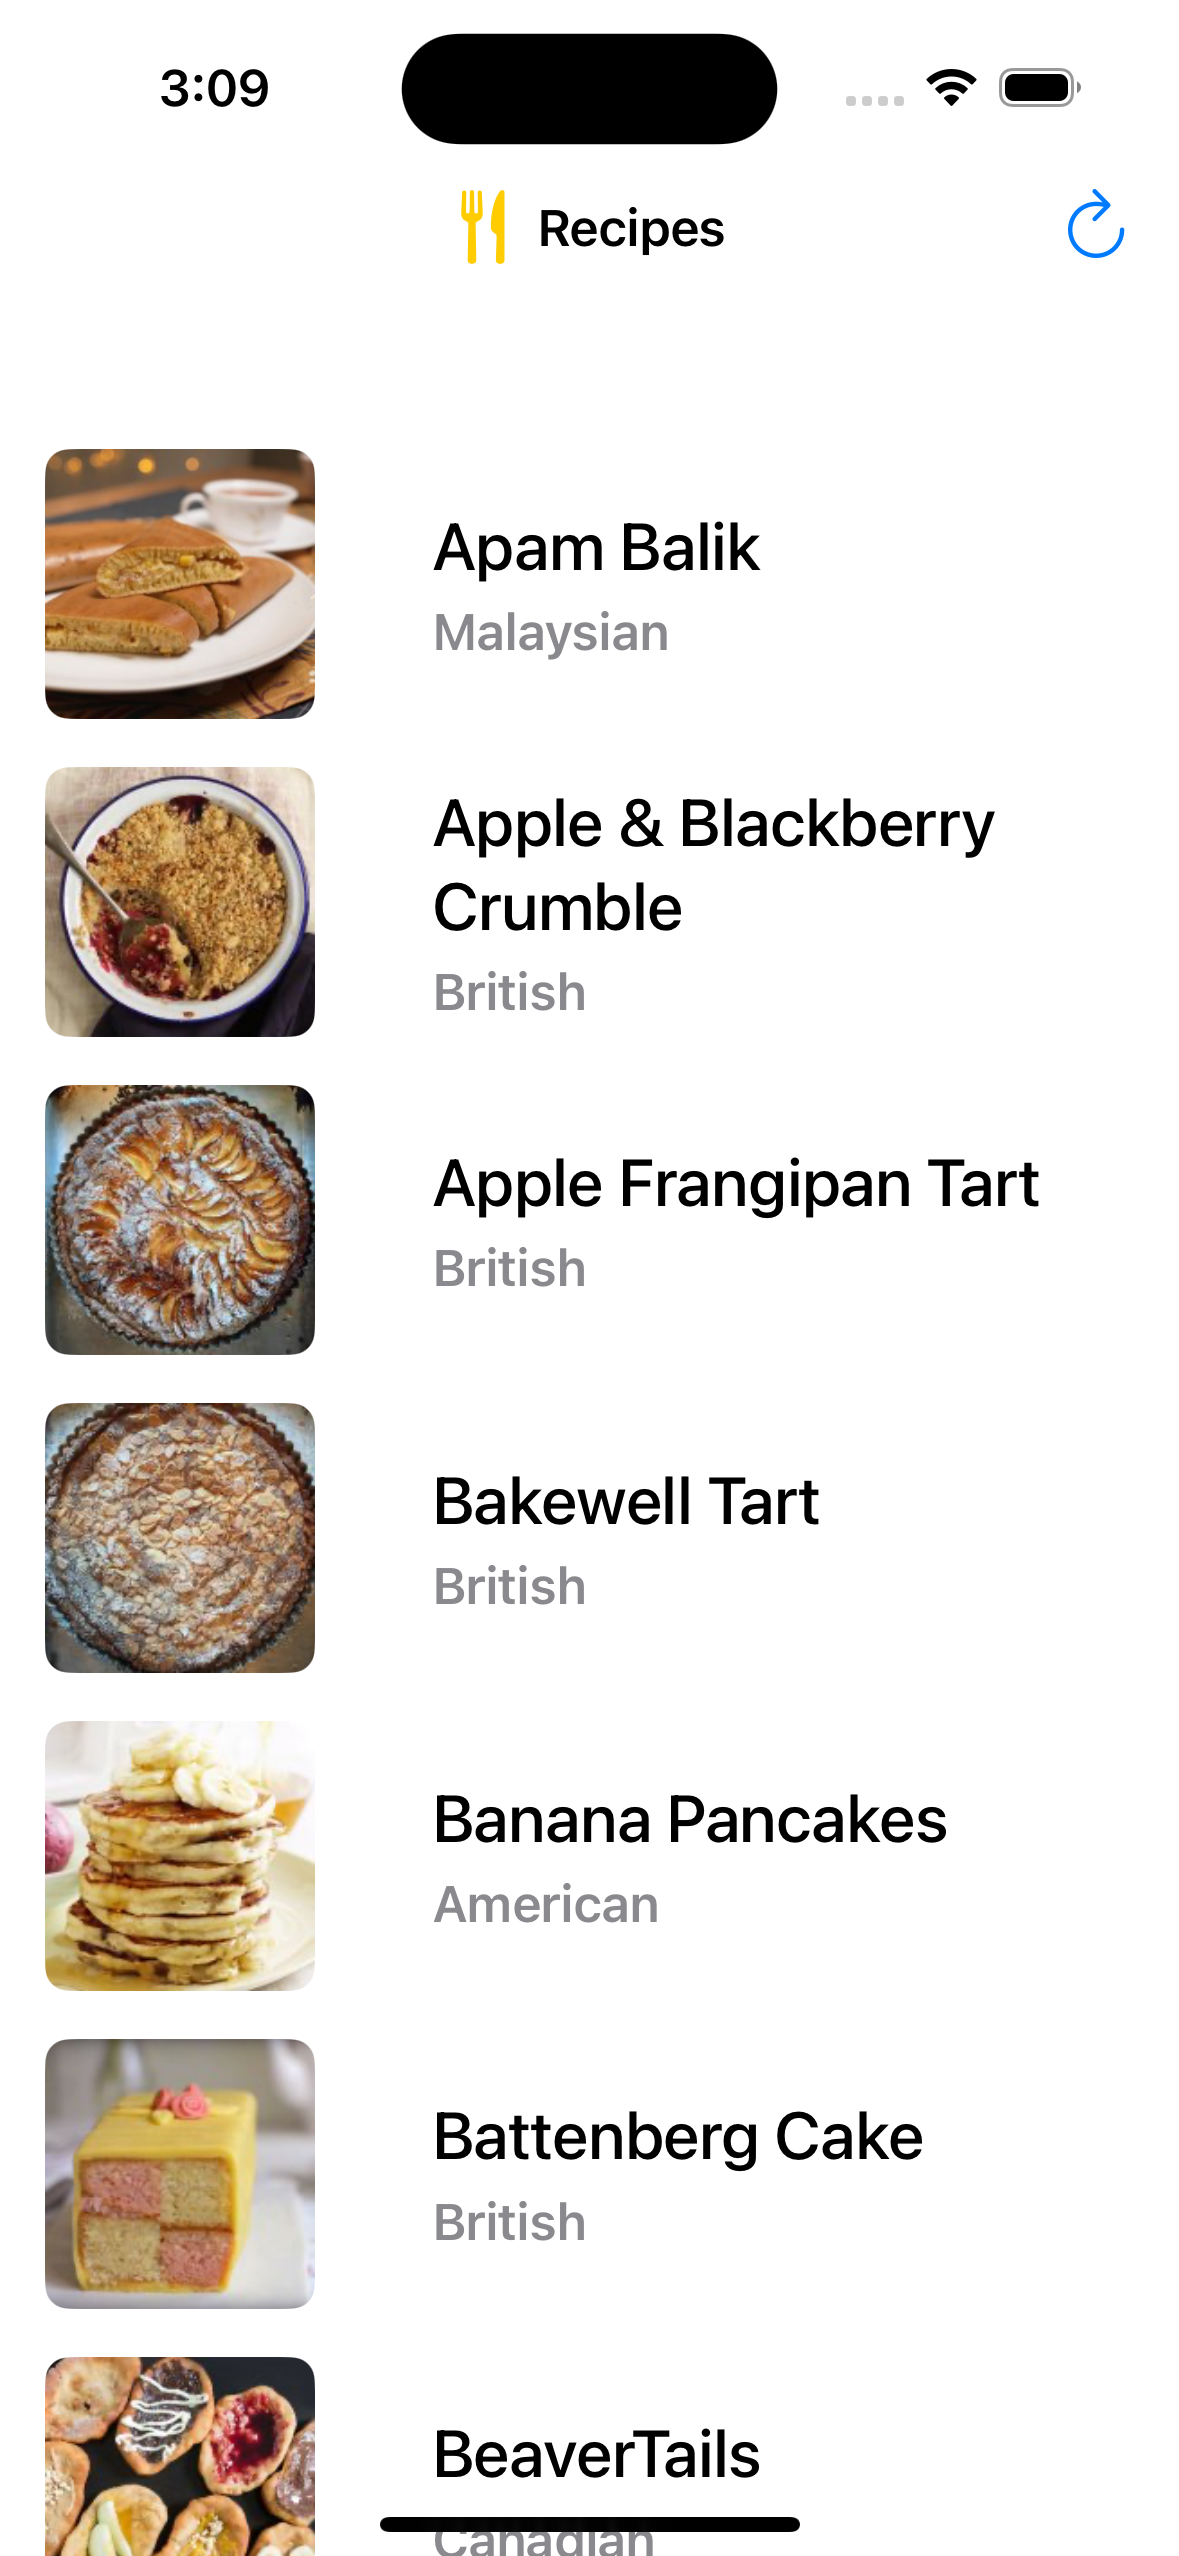 3:09
Recipes
Apam Balik
Malaysian
Apple & Blackberry
Crumble
British
Apple Frangipan Tart
British
Bakewell Tart
British
Banana Pancakes
American
Battenberg Cake
British
BeaverTails
Canadian